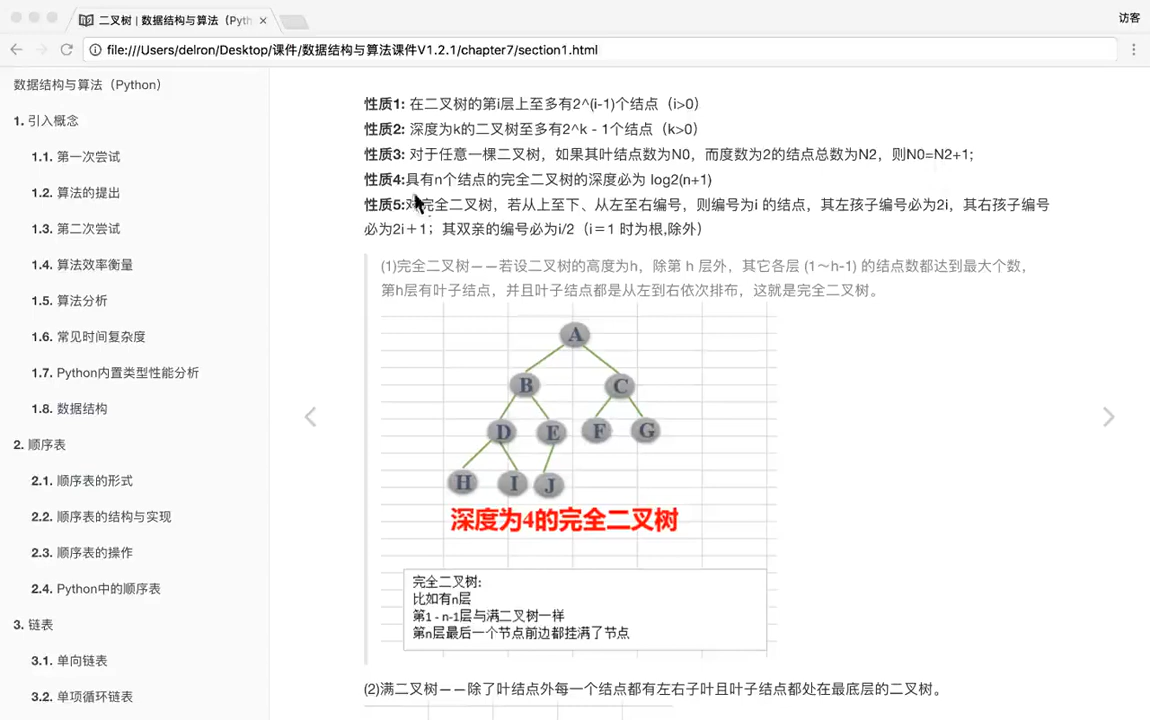 二叉树 | 数据结构与算法（Pyth
访客
file:///Users/delron/Desktop/课件/数据结构与算法课件V1.2.1/chapter7/section1.html
数据结构与算法（Python）
1. 引入概念
1.1. 第一次尝试
1.2. 算法的提出
1.3. 第二次尝试
1.4. 算法效率衡量
1.5. 算法分析
1.6. 常见时间复杂度
1.7. Python内置类型性能分析
1.8. 数据结构
2. 顺序表
2.1. 顺序表的形式
2.2. 顺序表的结构与实现
2.3. 顺序表的操作
2.4. Python中的顺序表
3. 链表
3.1. 单向链表
3.2. 单项循环链表
性质1: 在二叉树的第i层上至多有2^(i-1)个结点（i>0）
性质2: 深度为k的二叉树至多有2^k - 1个结点（k>0）
性质3: 对于任意一棵二叉树，如果其叶结点数为N0，而度数为2的结点总数为N2，则N0=N2+1;
性质4:具有n个结点的完全二叉树的深度必为 log2(n+1)
性质5:对完全二叉树，若从上至下、从左至右编号，则编号为i 的结点，其左孩子编号必为2i，其右孩子编号
必为2i＋1；其双亲的编号必为i/2（i＝1 时为根,除外）
(1)完全二叉树——若设二叉树的高度为h，除第 h 层外，其它各层 (1～h-1) 的结点数都达到最大个数，
第h层有叶子结点，并且叶子结点都是从左到右依次排布，这就是完全二叉树。
A
B C
D E F G
H I J
深度为4的完全二叉树
完全二叉树:
比如有n层
第1 - n-1层与满二叉树一样
第n层最后一个节点前边都挂满了节点
(2)满二叉树——除了叶结点外每一个结点都有左右子叶且叶子结点都处在最底层的二叉树。